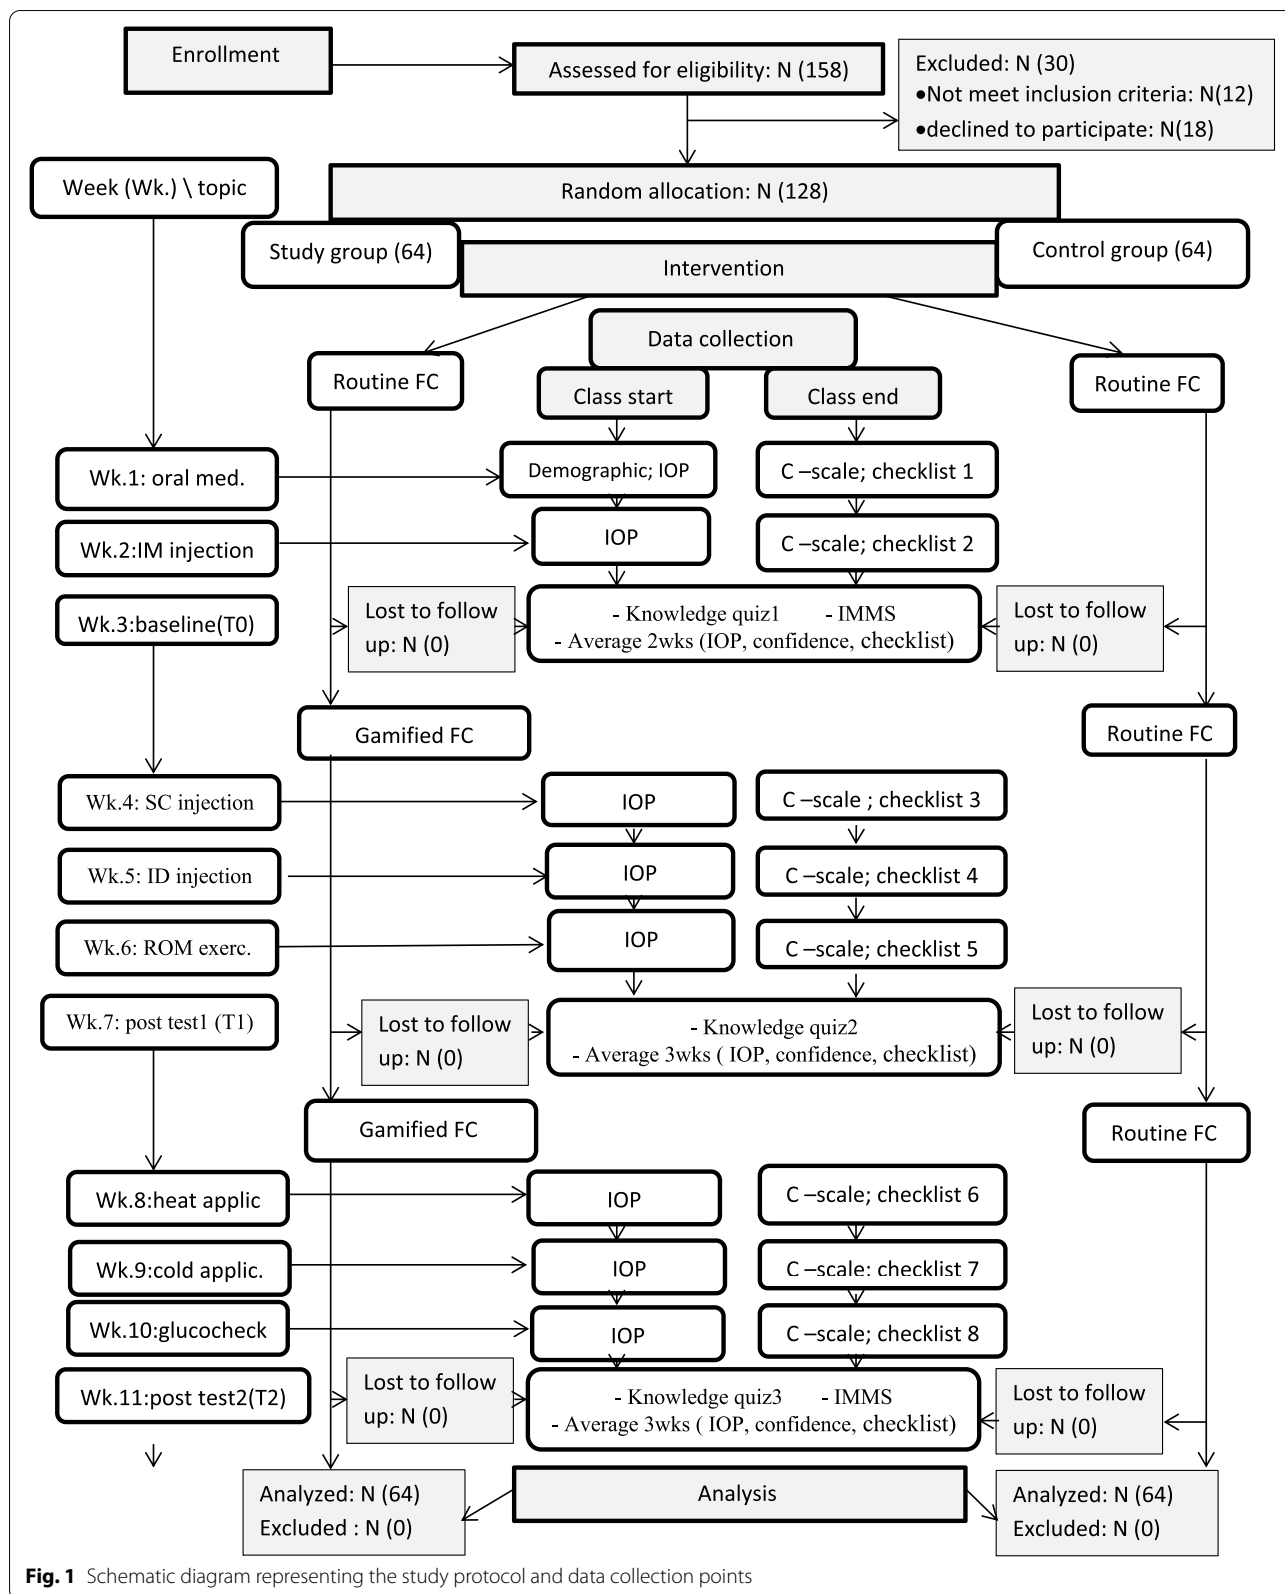 Enrollment
Assessed for eligibility: N (158)
Excluded: N (30)
•Not meet inclusion criteria: N(12)
•declined to participate: N(18)
Week (Wk.) \ topic
Random allocation: N (128)
Study group (64)
Control group (64)
Intervention
Data collection
Routine FC
Class start
Class end
Routine FC
Wk.1: oral med.
Demographic; IOP
C –scale; checklist 1
Wk.2:IM injection
IOP
C –scale; checklist 2
Wk.3:baseline(T0)
Lost to follow
up: N (0)
- Knowledge quiz1 - IMMS
- Average 2wks (IOP, confidence, checklist)
Lost to follow
up: N (0)
Gamified FC
Routine FC
Wk.4: SC injection
IOP
C –scale ; checklist 3
Wk.5: ID injection
IOP
C –scale; checklist 4
Wk.6: ROM exerc.
IOP
C –scale; checklist 5
Wk.7: post test1 (T1)
Lost to follow
up: N (0)
- Knowledge quiz2
- Average 3wks ( IOP, confidence, checklist)
Lost to follow
up: N (0)
Gamified FC
Routine FC
Wk.8:heat applic
IOP
C –scale; checklist 6
Wk.9:cold applic.
IOP
C –scale; checklist 7
Wk.10:glucocheck
IOP
C –scale; checklist 8
Wk.11:post test2(T2)
Lost to follow
up: N (0)
- Knowledge quiz3 - IMMS
- Average 3wks ( IOP, confidence, checklist)
Lost to follow
up: N (0)
Analyzed: N (64)
Excluded : N (0)
Analysis
Analyzed: N (64)
Excluded: N (0)
Fig. 1 Schematic diagram representing the study protocol and data collection points